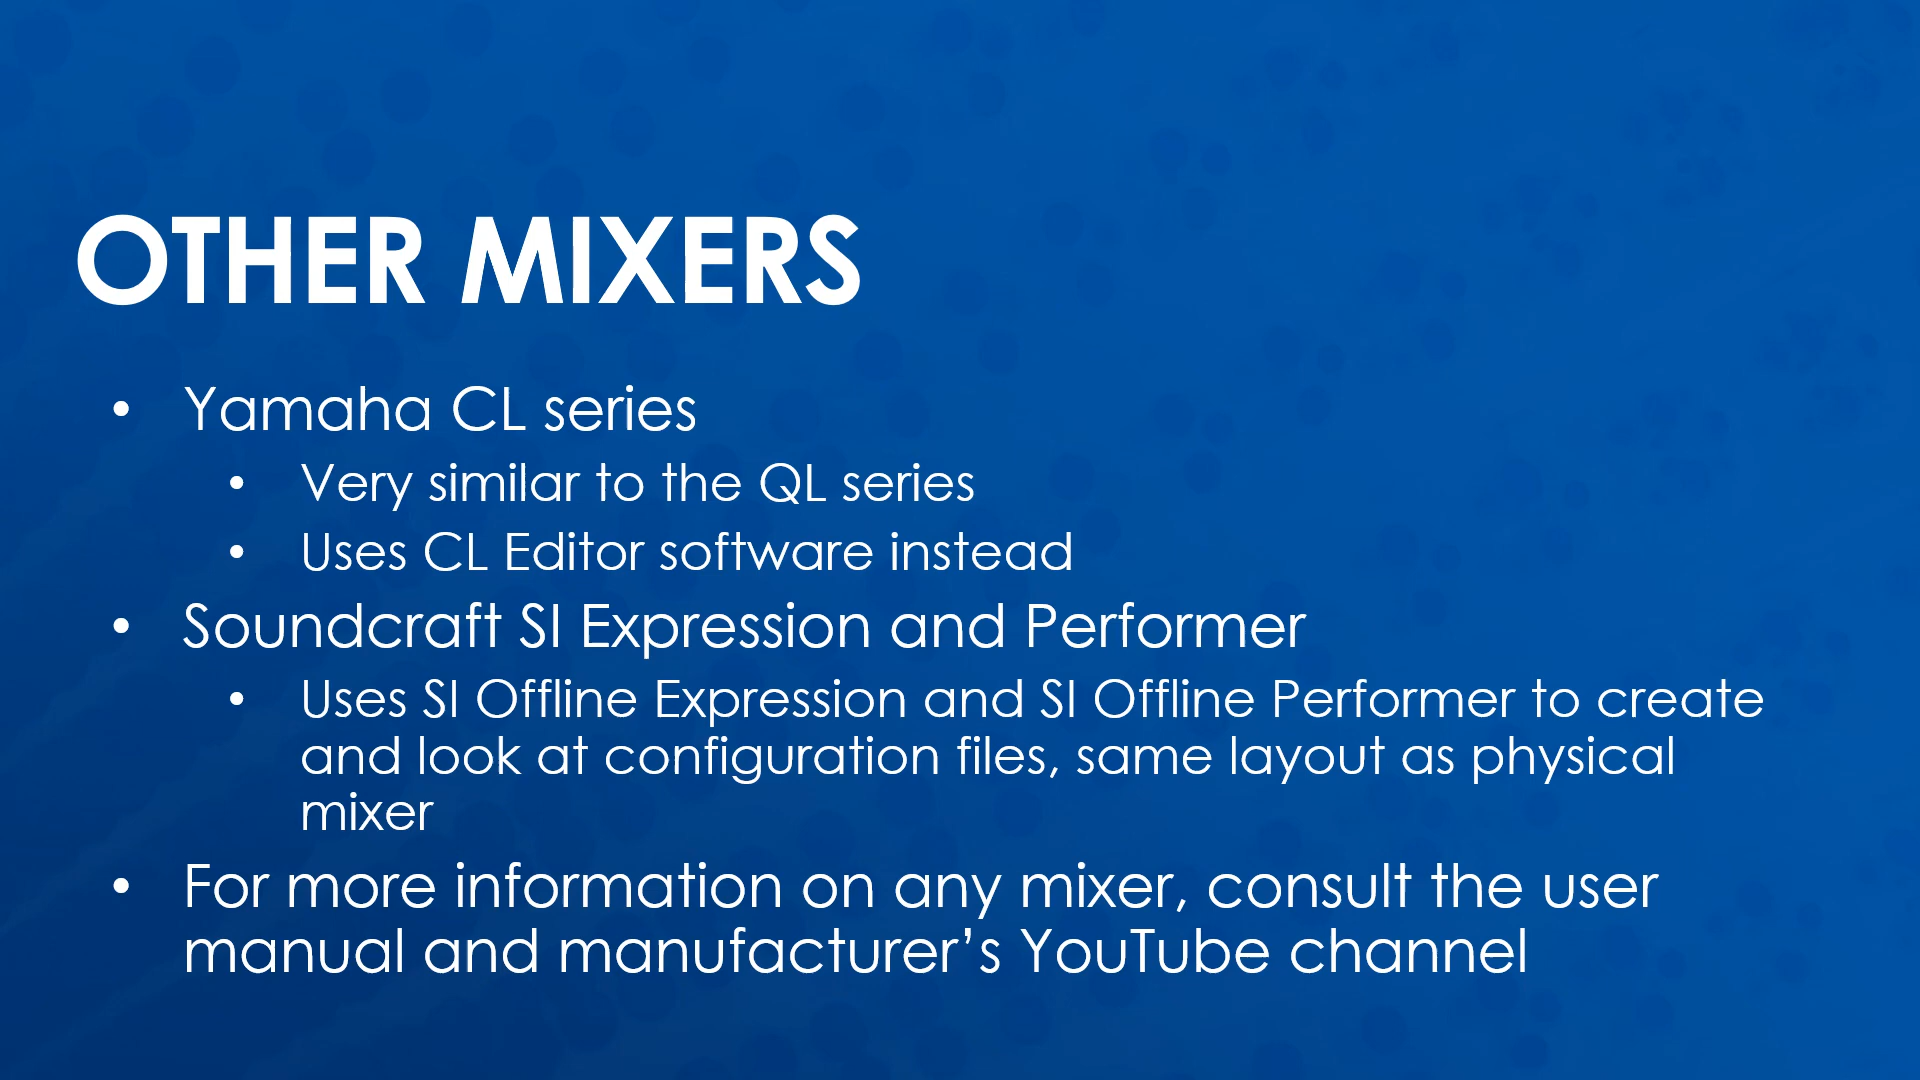 OTHER MIXERS
• Yamaha CL series
• Very similar to the QL series
• Uses CL Editor software instead
• Soundcraft SI Expression and Performer
• Uses SI Offline Expression and SI Offline Performer to create
and look at configuration files, same layout as physical
mixer
• For more information on any mixer, consult the user
manual and manufacturer’s YouTube channel